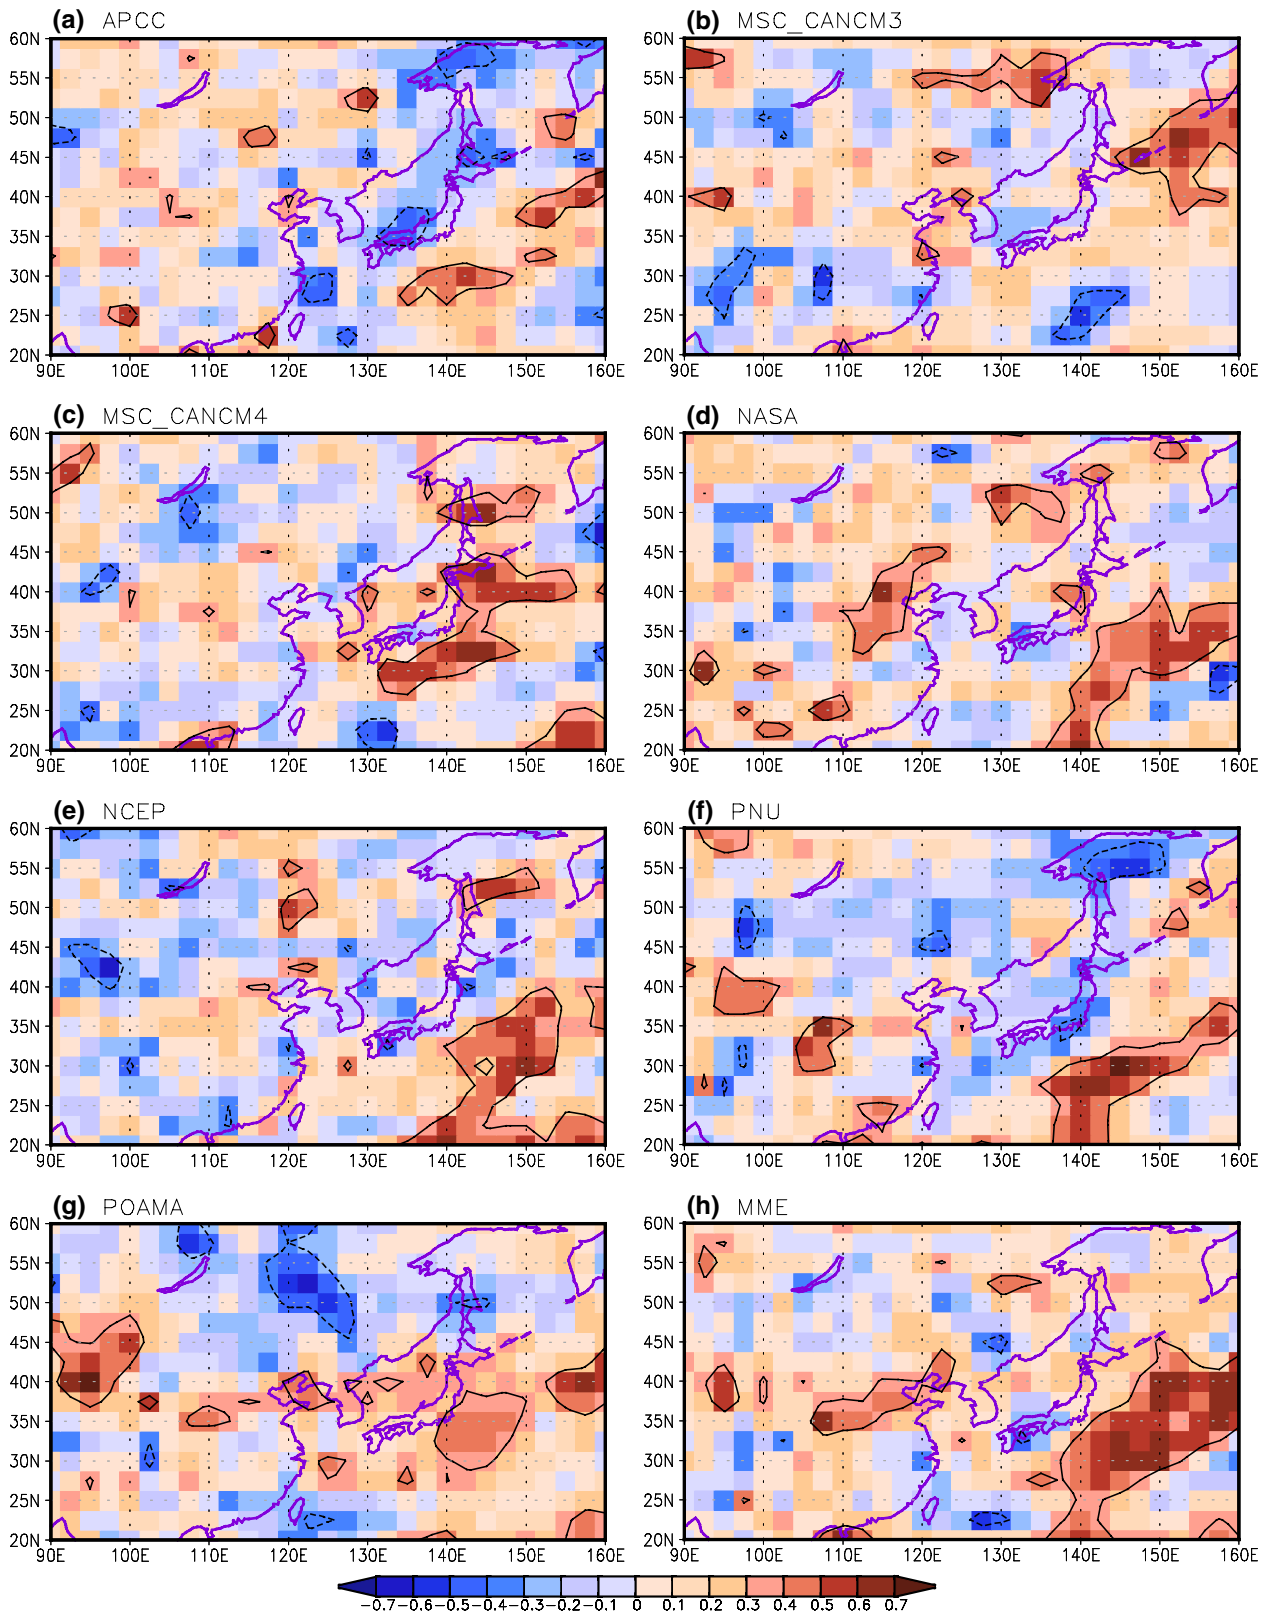 (a) APCC
(b) MSC_CANCM3
60N
55N
50N
45N
40N
35N
30N
25N
20N
90E 100E 110E 120E 130E 140E 150E 160E
60N
55N
50N
45N
40N
35N
30N
25N
20N
90E 100E 110E 120E 130E 140E 150E 160E
(c) MSC_CANCM4
(d) NASA
60N
55N
50N
45N
40N
35N
30N
25N
20N
90E 100E 110E 120E 130E 140E 150E 160E
60N
55N
50N
45N
40N
35N
30N
25N
20N
90E 100E 110E 120E 130E 140E 150E 160E
(e) NCEP
(f) PNU
60N
55N
50N
45N
40N
35N
30N
25N
20N
90E 100E 110E 120E 130E 140E 150E 160E
60N
55N
50N
45N
40N
35N
30N
25N
20N
90E 100E 110E 120E 130E 140E 150E 160E
(g) POAMA
(h) MME
60N
55N
50N
45N
40N
35N
30N
25N
20N
90E 100E 110E 120E 130E 140E 150E 160E
60N
55N
50N
45N
40N
35N
30N
25N
20N
90E 100E 110E 120E 130E 140E 150E 160E
-0.7 -0.6 -0.5 -0.4 -0.3 -0.2 -0.1 0 0.1 0.2 0.3 0.4 0.5 0.6 0.7